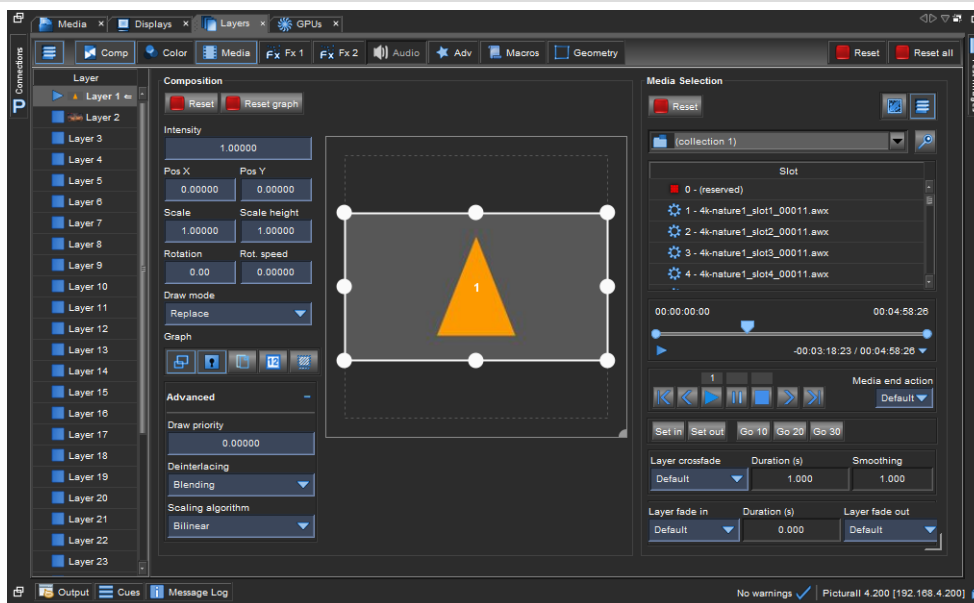 Media × Displays × Layers × GPUs ×
Connections
P
Comp Color Media Fx Fx 1 Fx Fx 2 Audio Adv Macros Geometry Reset Reset all
Layer
Layer 1
Layer 2
Layer 3
Layer 4
Layer 5
Layer 6
Layer 7
Layer 8
Layer 9
Layer 10
Layer 11
Layer 12
Layer 13
Layer 14
Layer 15
Layer 16
Layer 17
Layer 18
Layer 19
Layer 20
Layer 21
Layer 22
Layer 23
Composition
Reset Reset graph
Intensity
1.00000
Pos X Pos Y
0.00000 0.00000
Scale Scale height
1.00000 1.00000
Rotation Rot. speed
0.00 0.00000
Draw mode
Replace
Graph
12
Advanced
Draw priority
0.00000
Deinterlacing
Blending
Scaling algorithm
Bilinear
1
Media Selection
Reset
(collection 1)
Slot
0 - (reserved)
1 - 4k-nature1_slot1_00011.awx
2 - 4k-nature1_slot2_00011.awx
3 - 4k-nature1_slot3_00011.awx
4 - 4k-nature1_slot4_00011.awx
00:00:00:00 00:04:58:26
-00:03:18:23 / 00:04:58:26
1
Media end action
Default
Set in Set out Go 10 Go 20 Go 30
Layer crossfade Duration (s) Smoothing
Default 1.000 1.000
Layer fade in Duration (s) Layer fade out
Default 0.000 Default
Output Cues Message Log
No warnings Picturall 4.200 [192.168.4.200]